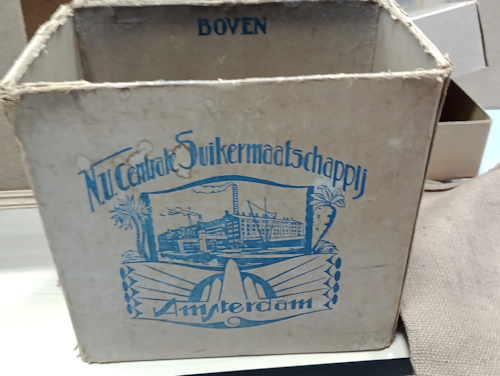 BOVEN
N.V. Centrale Suikermaatschappij
Amsterdam